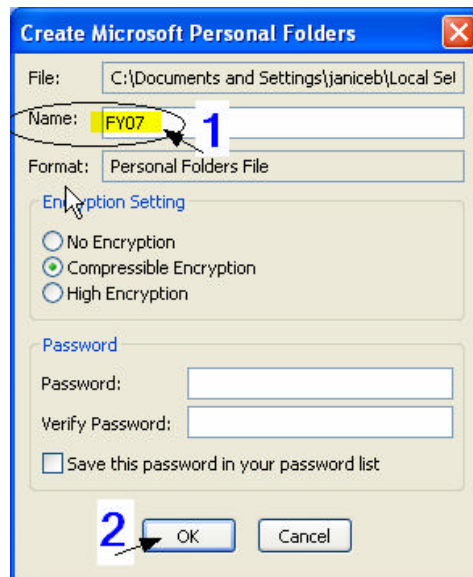 Create Microsoft Personal Folders
File: C:\Documents and Settings\janiceb\Local Set
Name: FY07 1
Format: Personal Folders File
Encryption Setting
No Encryption
Compressible Encryption
High Encryption
Password
Password:
Verify Password:
Save this password in your password list
2 OK Cancel